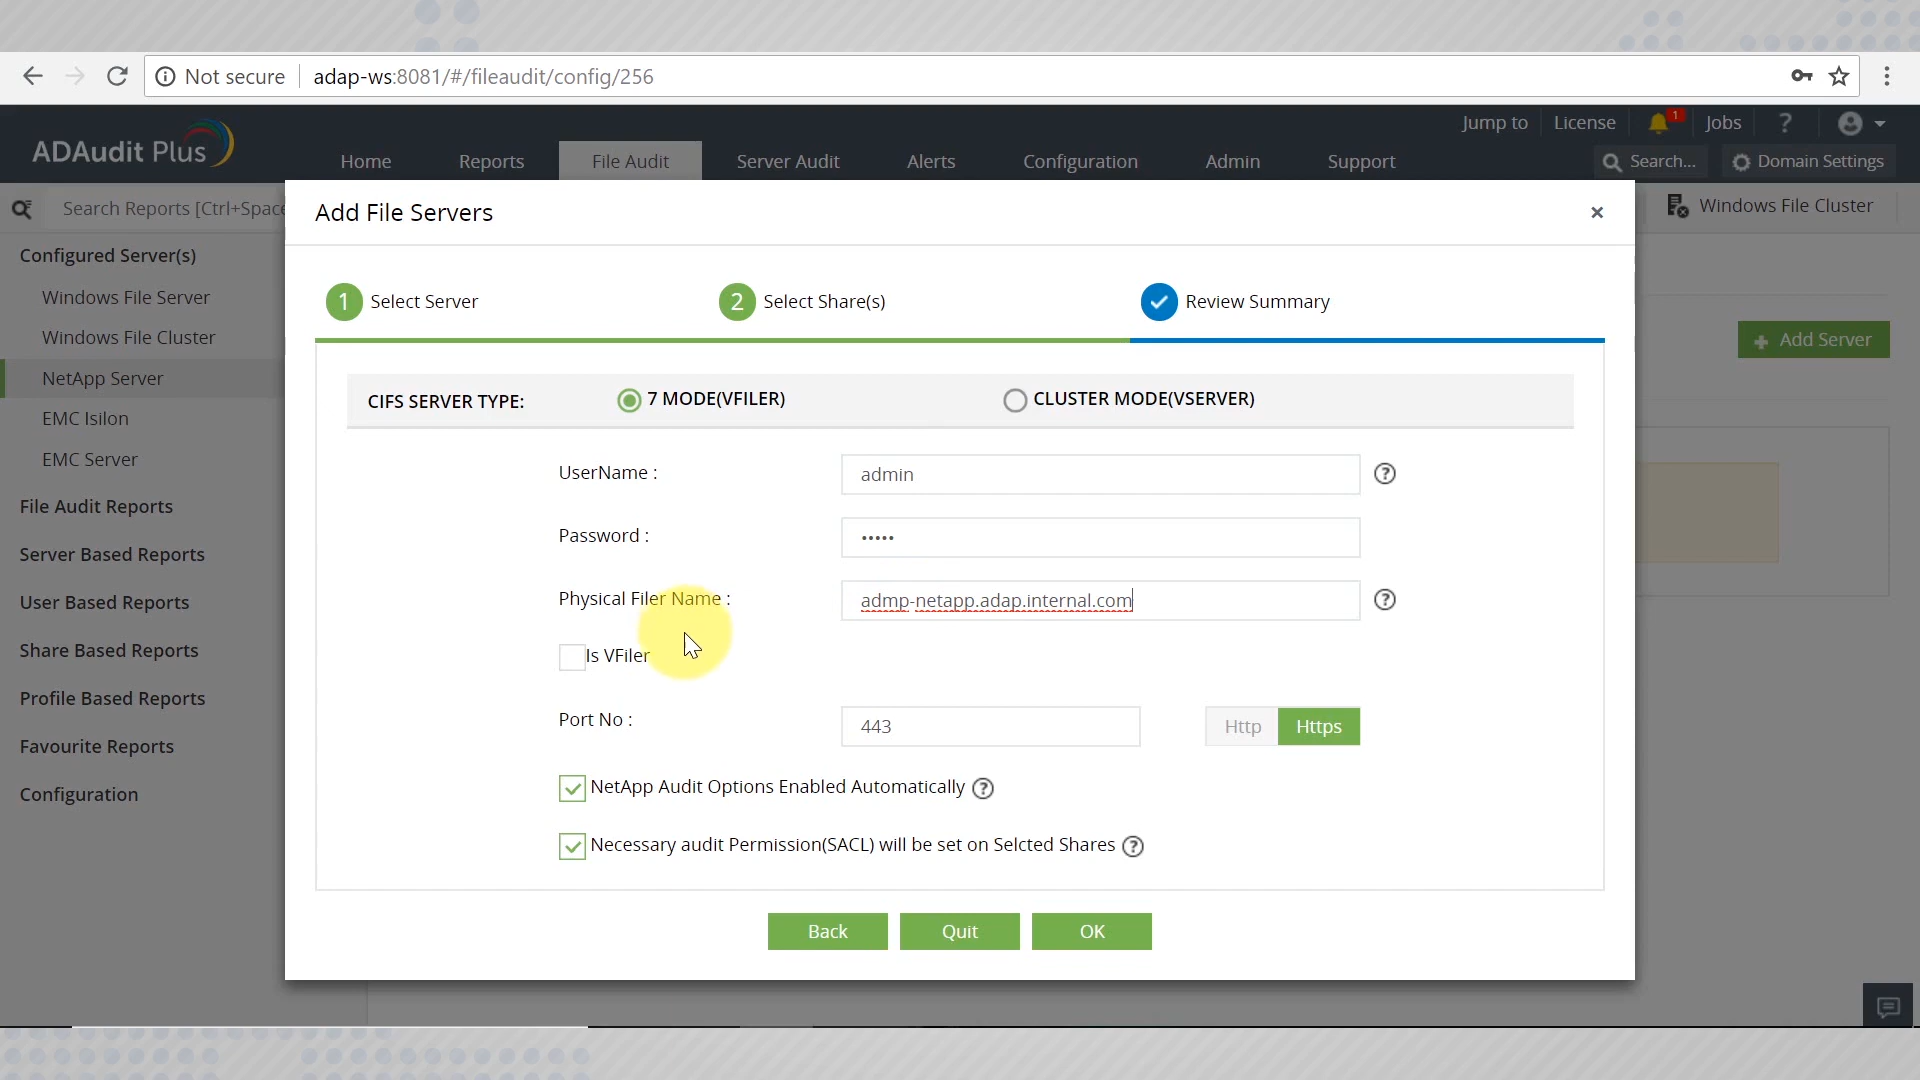 Not secure
adap-ws:8081/#/fileaudit/config/256
Jump to
License
1
Jobs
?
ADAudit Plus
Home
Reports
File Audit
Server Audit
Alerts
Configuration
Admin
Support
Search...
Domain Settings
Search Reports [Ctrl+Space
Windows File Cluster
Add File Servers
×
Configured Server(s)
Windows File Server
Windows File Cluster
NetApp Server
EMC Isilon
EMC Server
File Audit Reports
Server Based Reports
User Based Reports
Share Based Reports
Profile Based Reports
Favourite Reports
Configuration
1 Select Server
2 Select Share(s)
Review Summary
Add Server
CIFS SERVER TYPE:
7 MODE(VFILER)
CLUSTER MODE(VSERVER)
UserName :
admin
?
Password :
•••••
Physical Filer Name :
admp-netapp.adap.internal.com
?
Is VFiler
Port No :
443
Http
Https
NetApp Audit Options Enabled Automatically ?
Necessary audit Permission(SACL) will be set on Selcted Shares ?
Back
Quit
OK